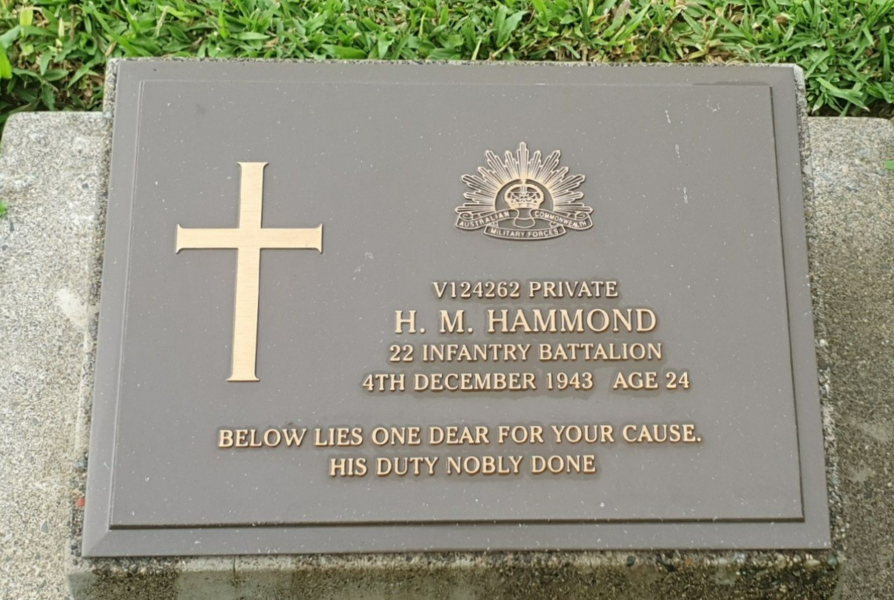 AUSTRALIAN COMMONWEALTH
MILITARY FORCES
V124262 PRIVATE
H. M. HAMMOND
22 INFANTRY BATTALION
4TH DECEMBER 1943 AGE 24
BELOW LIES ONE DEAR FOR YOUR CAUSE.
HIS DUTY NOBLY DONE